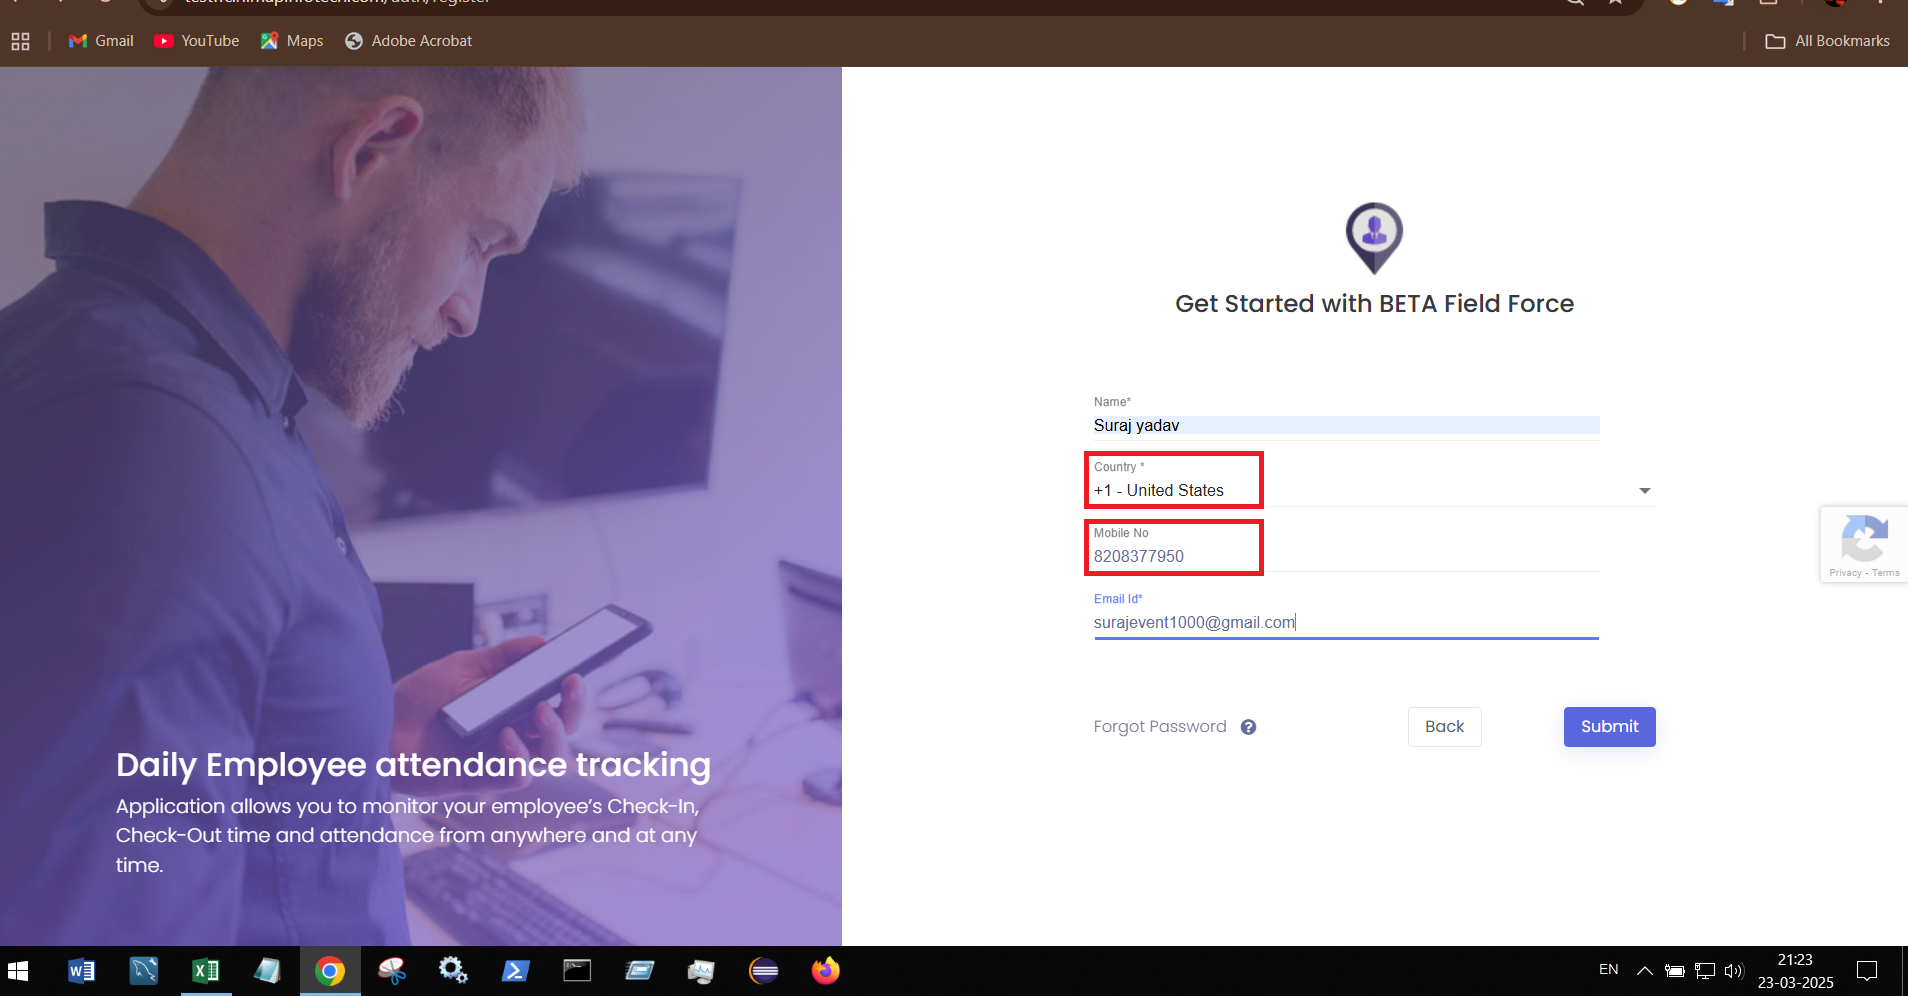 Gmail
YouTube
Maps
Adobe Acrobat
All Bookmarks
Get Started with BETA Field Force
Name*
Suraj yadav
Country *
+1 - United States
Mobile No
8208377950
Email Id*
surajevent1000@gmail.com
Privacy - Terms
Forgot Password ?
Back
Submit
Daily Employee attendance tracking
Application allows you to monitor your employee's Check-In,
Check-Out time and attendance from anywhere and at any
time.
EN
21:23
23-03-2025